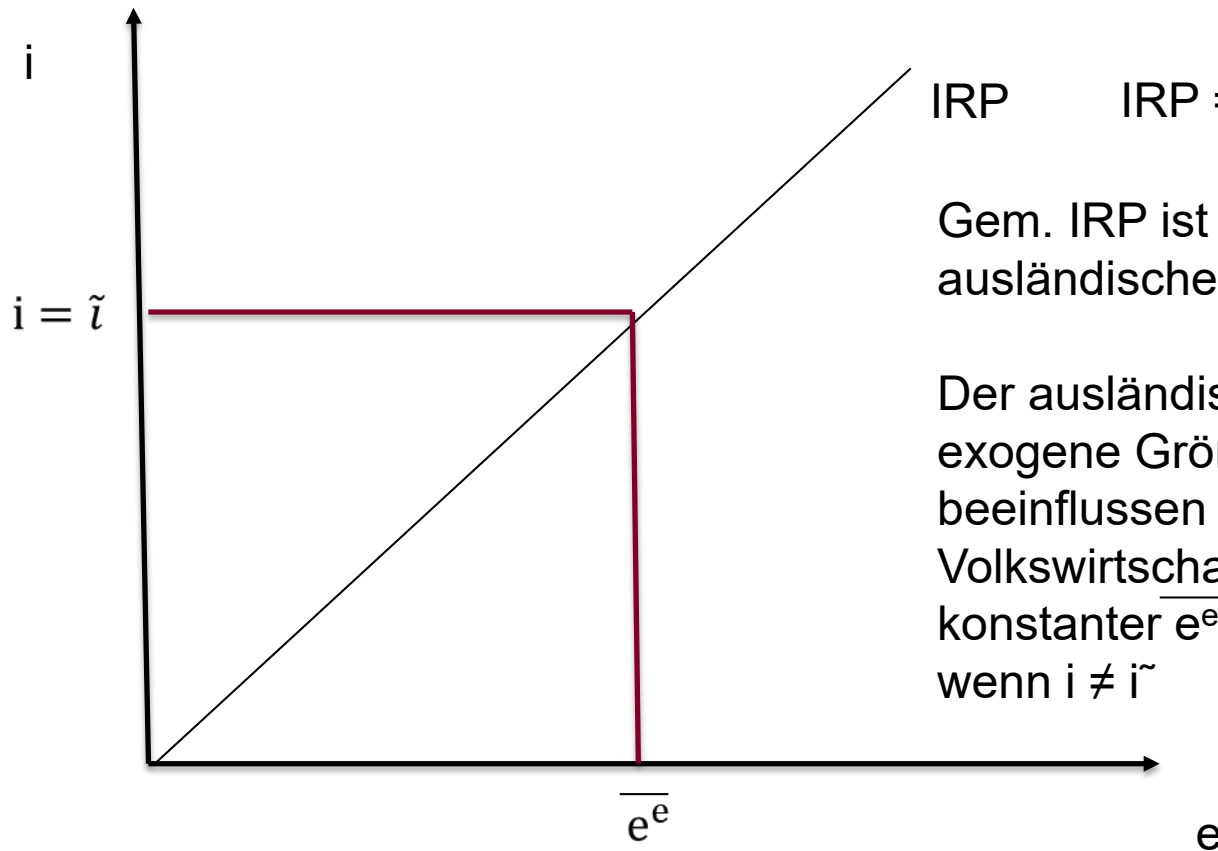 i
IRP IRP =
Gem. IRP ist
ausländische
i = ĩ
Der ausländis
exogene Grö
beeinflussen
Volkswirtscha
konstanter e̅ᵉ̅
wenn i ≠ i˜
e̅ᵉ̅
e